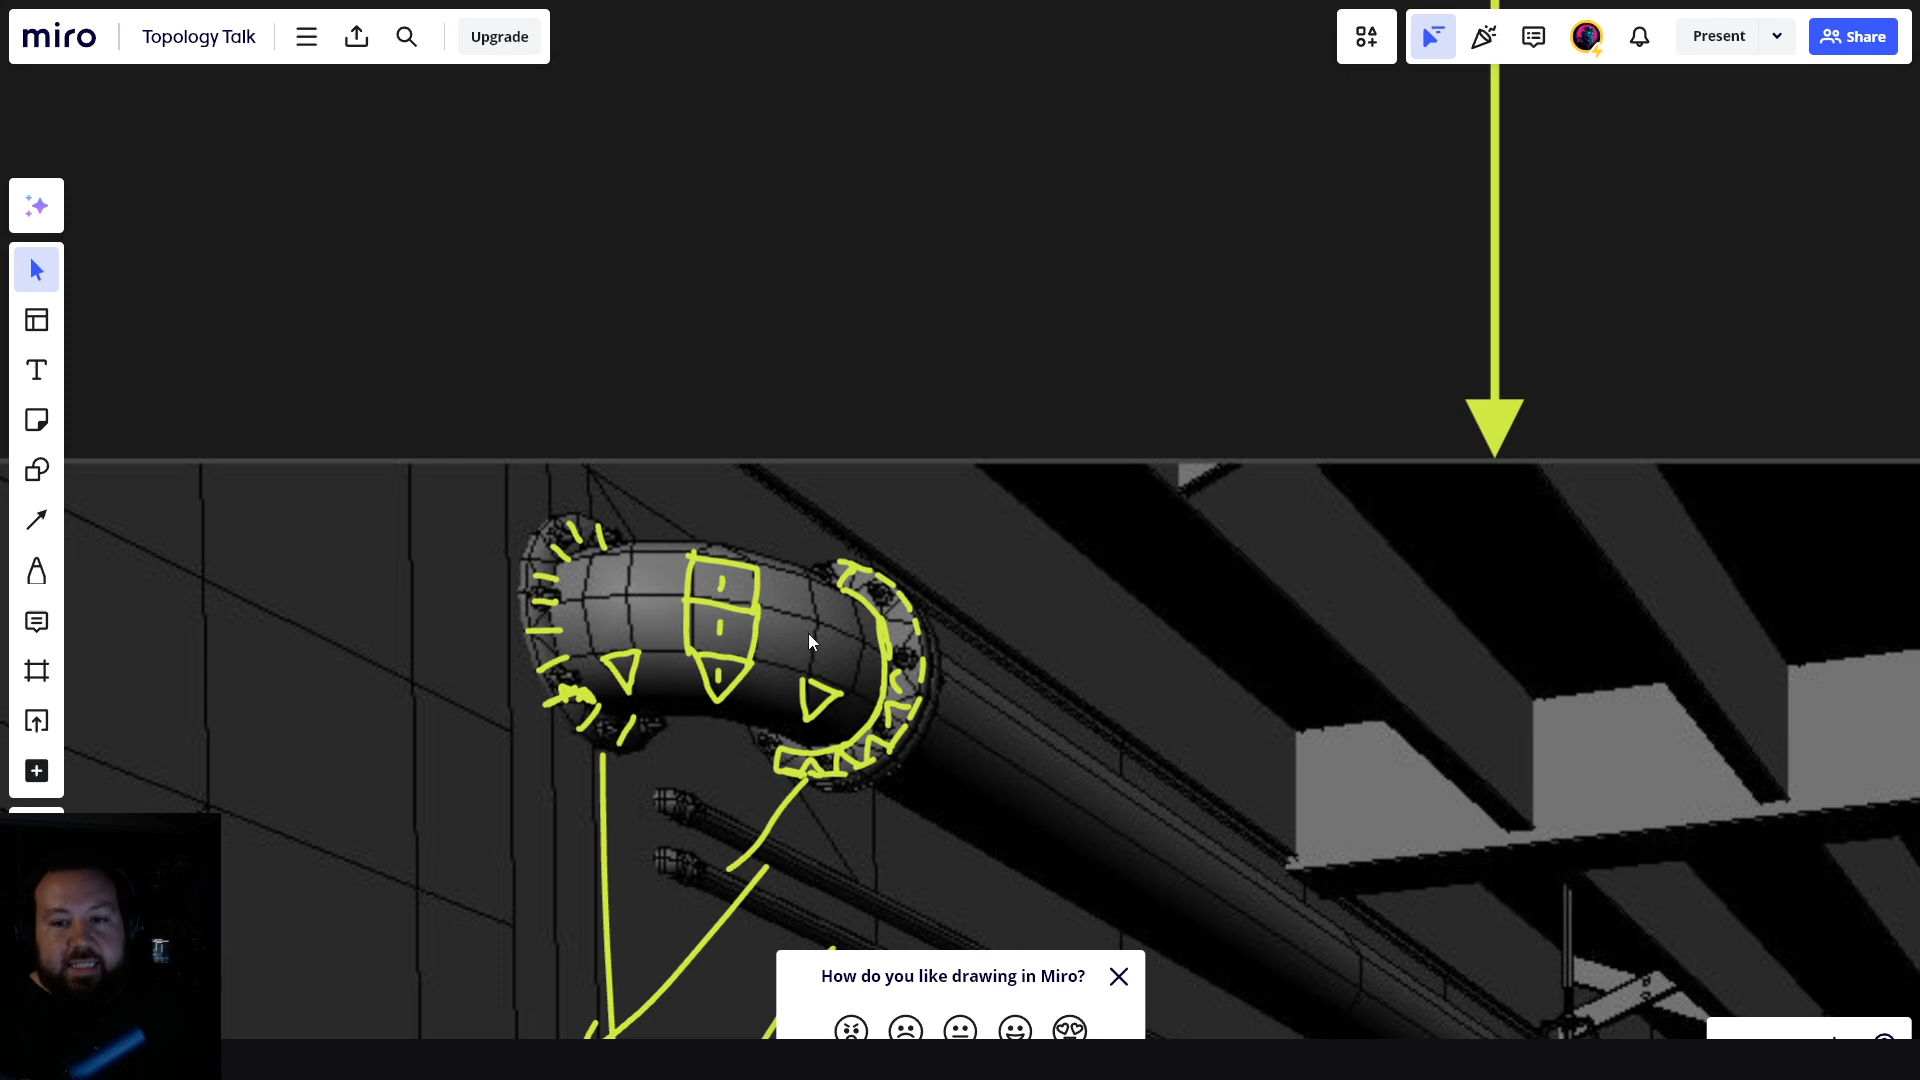 miro
Topology Talk
Upgrade
Present
Share
How do you like drawing in Miro?